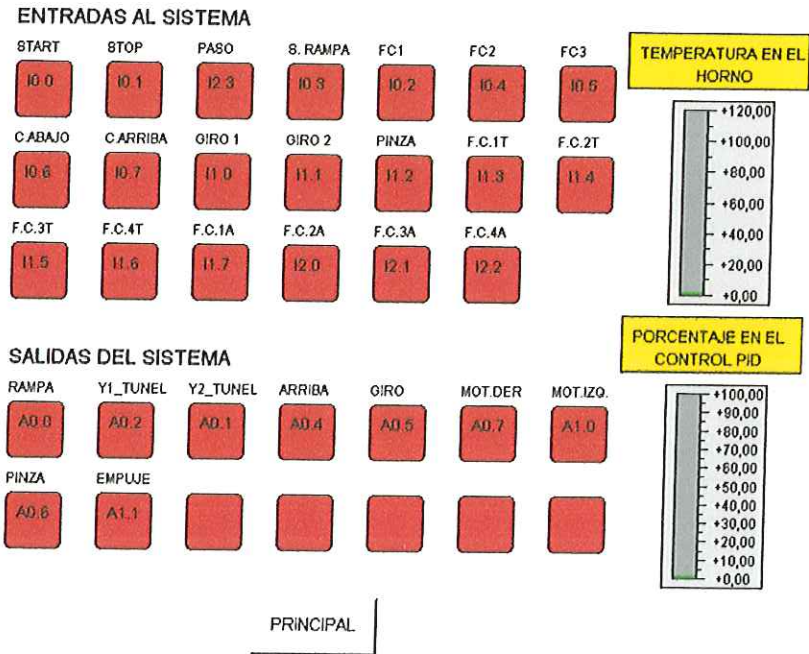 ENTRADAS AL SISTEMA
START STOP PASO S. RAMPA FC1 FC2 FC3
I0.0 I0.1 I2.3 I0.3 I0.2 I0.4 I0.5
C.ABAJO C.ARRIBA GIRO 1 GIRO 2 PINZA F.C.1T F.C.2T
I0.6 I0.7 I1.0 I1.1 I1.2 I1.3 I1.4
F.C.3T F.C.4T F.C.1A F.C.2A F.C.3A F.C.4A
I1.5 I1.6 I1.7 I2.0 I2.1 I2.2
TEMPERATURA EN EL
HORNO
+120,00
+100,00
+80,00
+60,00
+40,00
+20,00
+0,00
SALIDAS DEL SISTEMA
RAMPA Y1_TUNEL Y2_TUNEL ARRIBA GIRO MOT.DER MOT.IZQ.
A0.0 A0.2 A0.1 A0.4 A0.5 A0.7 A1.0
PINZA EMPUJE
A0.6 A1.1
PORCENTAJE EN EL
CONTROL PID
+100,00
+90,00
+80,00
+70,00
+60,00
+50,00
+40,00
+30,00
+20,00
+10,00
+0,00
PRINCIPAL